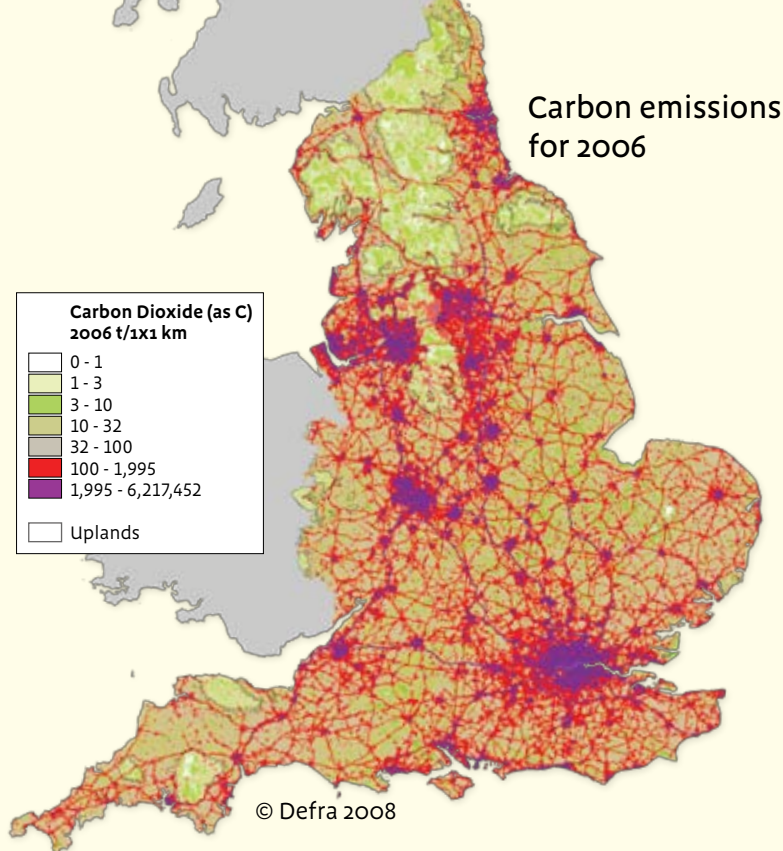 Carbon emissions
for 2006
Carbon Dioxide (as C)
2006 t/1x1 km
0 - 1
1 - 3
3 - 10
10 - 32
32 - 100
100 - 1,995
1,995 - 6,217,452
Uplands
© Defra 2008